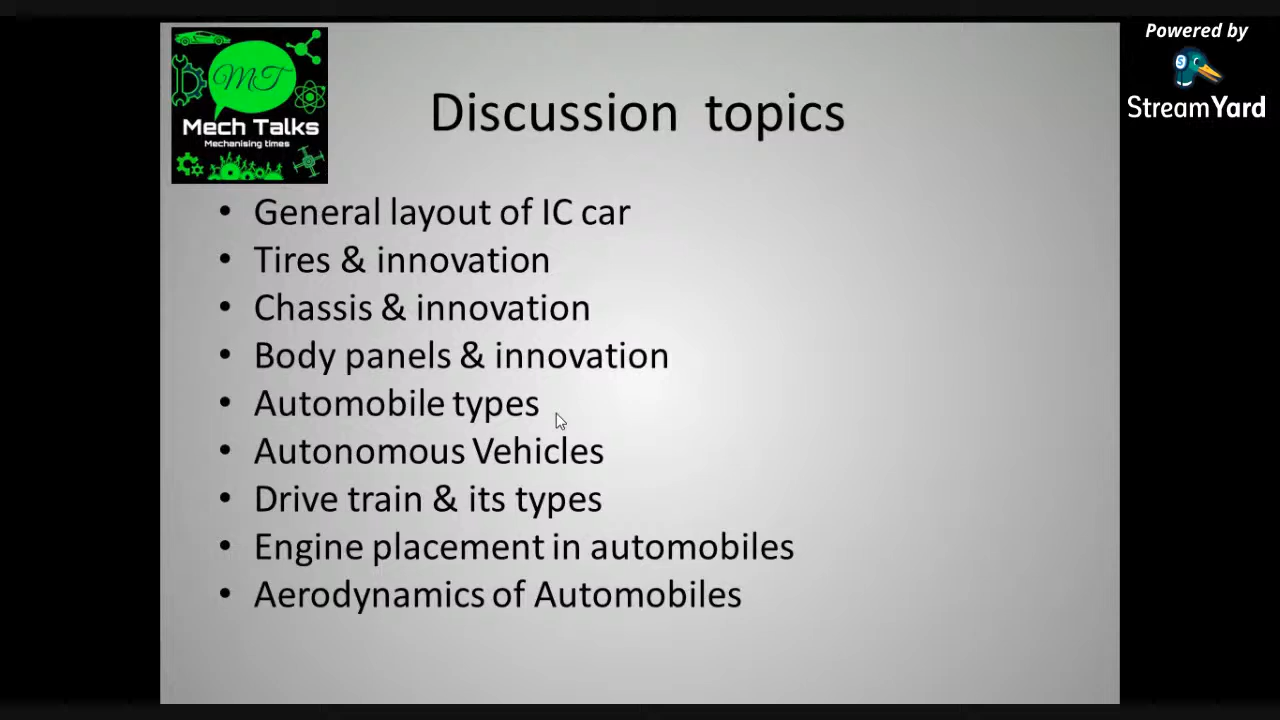 Powered by
StreamYard
MT
Mech Talks
Mechanising times
Discussion topics
• General layout of IC car
• Tires & innovation
• Chassis & innovation
• Body panels & innovation
• Automobile types
• Autonomous Vehicles
• Drive train & its types
• Engine placement in automobiles
• Aerodynamics of Automobiles